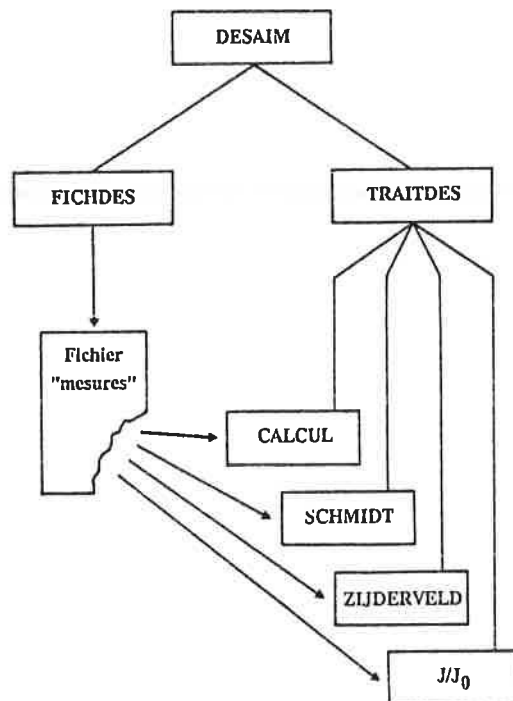 DESAIM
FICHDES
TRAITDES
Fichier
"mesures"
CALCUL
SCHMIDT
ZIJDERVELD
J/J₀